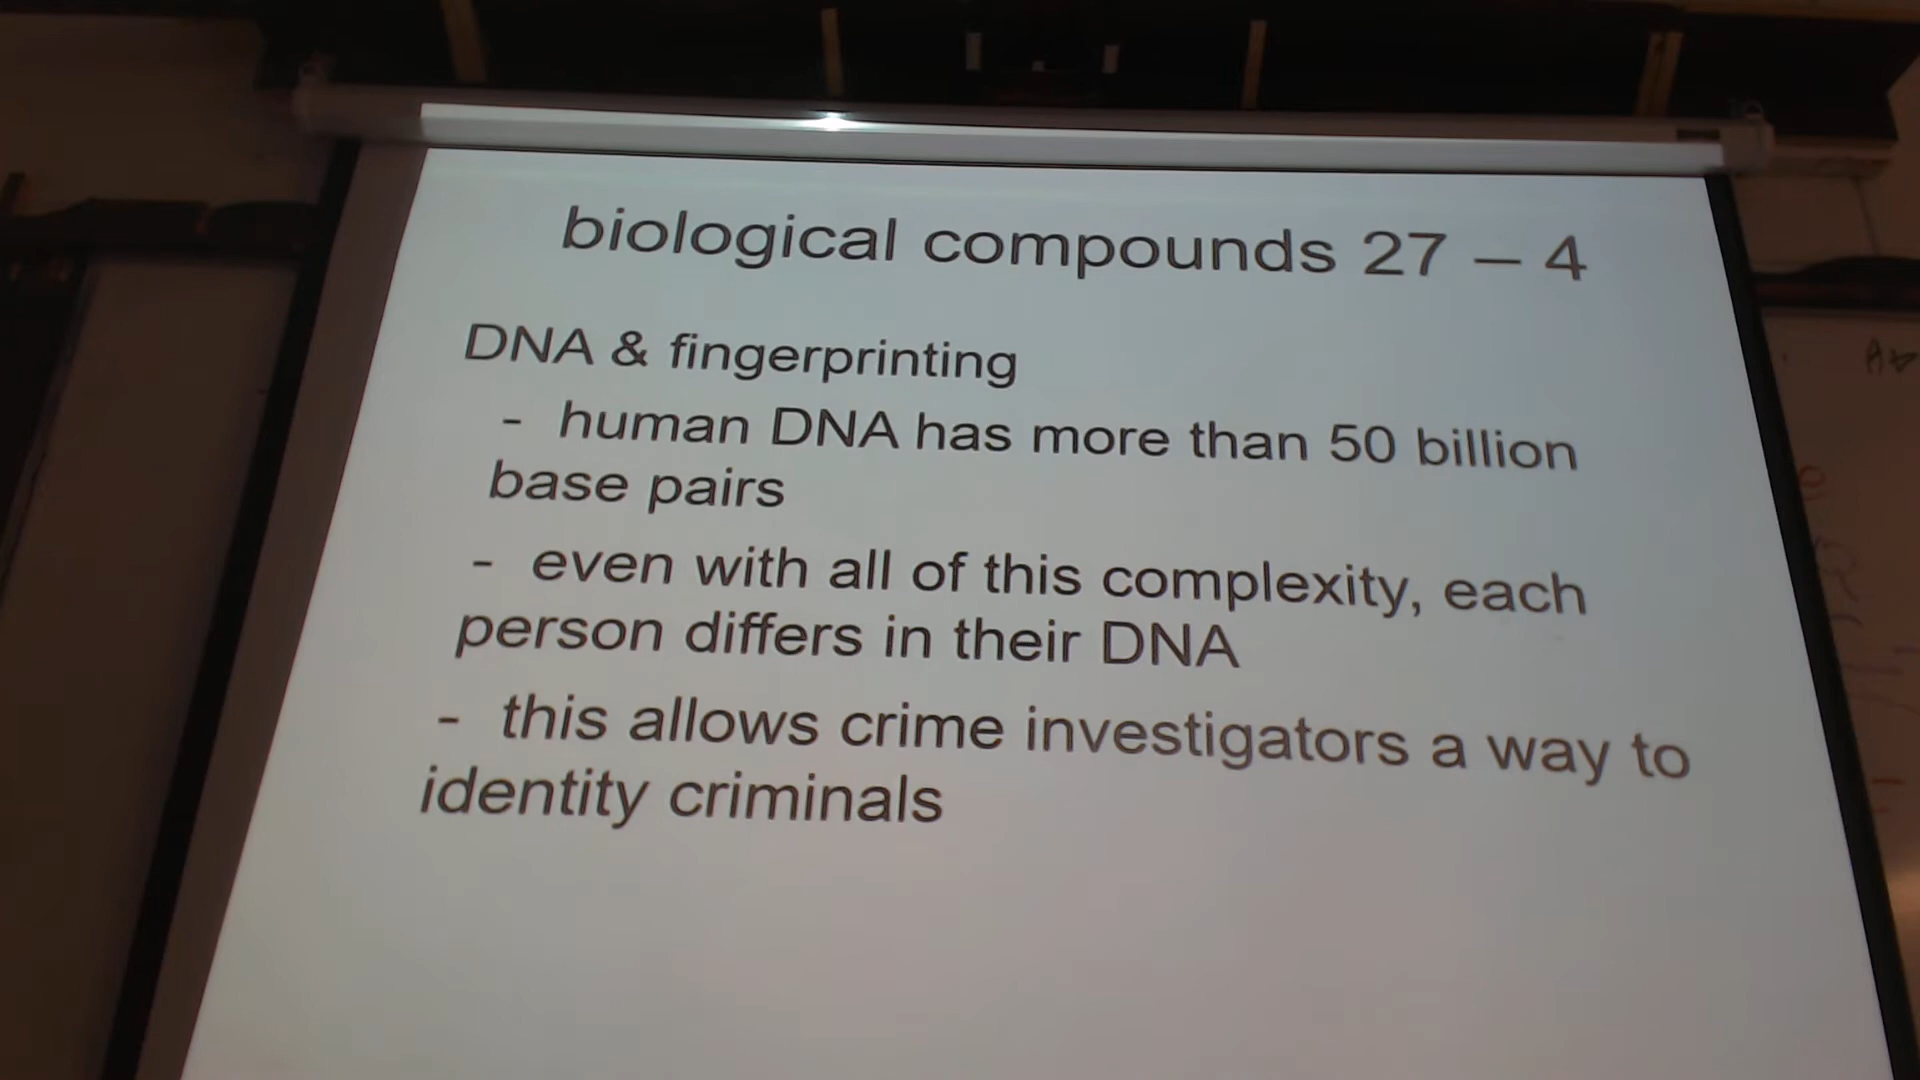 biological compounds 27 – 4
DNA & fingerprinting
- human DNA has more than 50 billion
base pairs
- even with all of this complexity, each
person differs in their DNA
- this allows crime investigators a way to
identity criminals